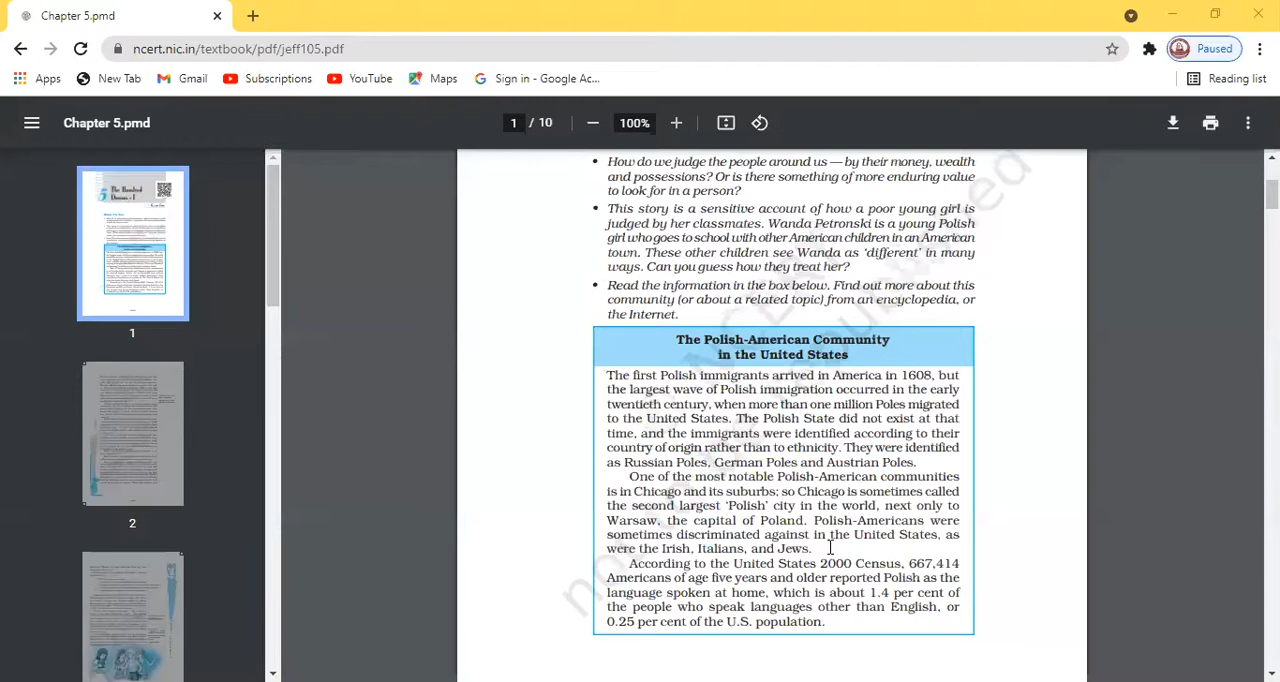 Chapter 5.pmd
ncert.nic.in/textbook/pdf/jeff105.pdf
Paused
Apps New Tab Gmail Subscriptions YouTube Maps Sign in - Google Ac... Reading list
Chapter 5.pmd 1 / 10 100%
5 The Hundred
Dresses – I
1
2
• How do we judge the people around us — by their money, wealth
and possessions? Or is there something of more enduring value
to look for in a person?
• This story is a sensitive account of how a poor young girl is
judged by her classmates. Wanda Petronski is a young Polish
girl who goes to school with other American children in an American
town. These other children see Wanda as ‘different’ in many
ways. Can you guess how they treat her?
• Read the information in the box below. Find out more about this
community (or about a related topic) from an encyclopedia, or
the Internet.
The Polish-American Community
in the United States
The first Polish immigrants arrived in America in 1608, but
the largest wave of Polish immigration occurred in the early
twentieth century, when more than one million Poles migrated
to the United States. The Polish State did not exist at that
time, and the immigrants were identified according to their
country of origin rather than to ethnicity. They were identified
as Russian Poles, German Poles and Austrian Poles.
One of the most notable Polish-American communities
is in Chicago and its suburbs; so Chicago is sometimes called
the second largest ‘Polish’ city in the world, next only to
Warsaw, the capital of Poland. Polish-Americans were
sometimes discriminated against in the United States, as
were the Irish, Italians, and Jews.
According to the United States 2000 Census, 667,414
Americans of age five years and older reported Polish as the
language spoken at home, which is about 1.4 per cent of
the people who speak languages other than English, or
0.25 per cent of the U.S. population.